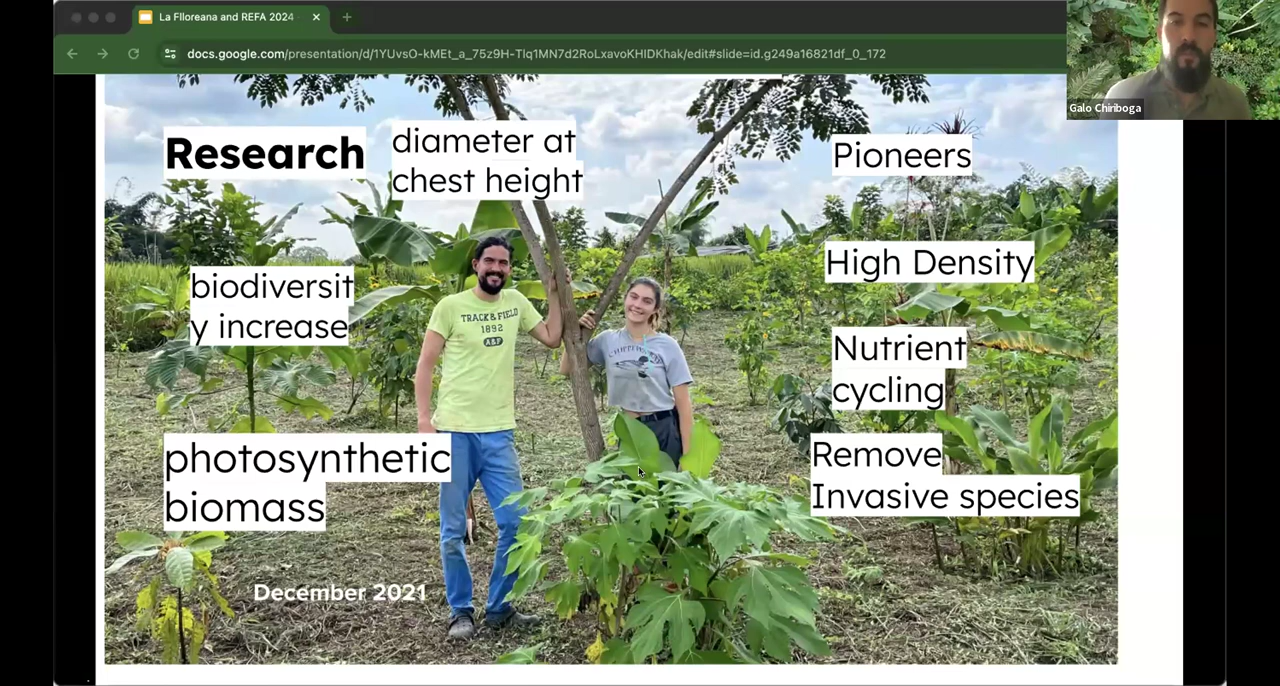 La Flloreana and REFA 2024
docs.google.com/presentation/d/1YUvsO-kMEt_a_75z9H-TIq1MN7d2RoLxavoKHIDKhak/edit#slide=id.g249a16821df_0_172
Galo Chiriboga
Research
diameter at
chest height
Pioneers
High Density
biodiversit
y increase
TRACK & FIELD
1892
A&F
Nutrient
cycling
photosynthetic
biomass
Remove
Invasive species
December 2021